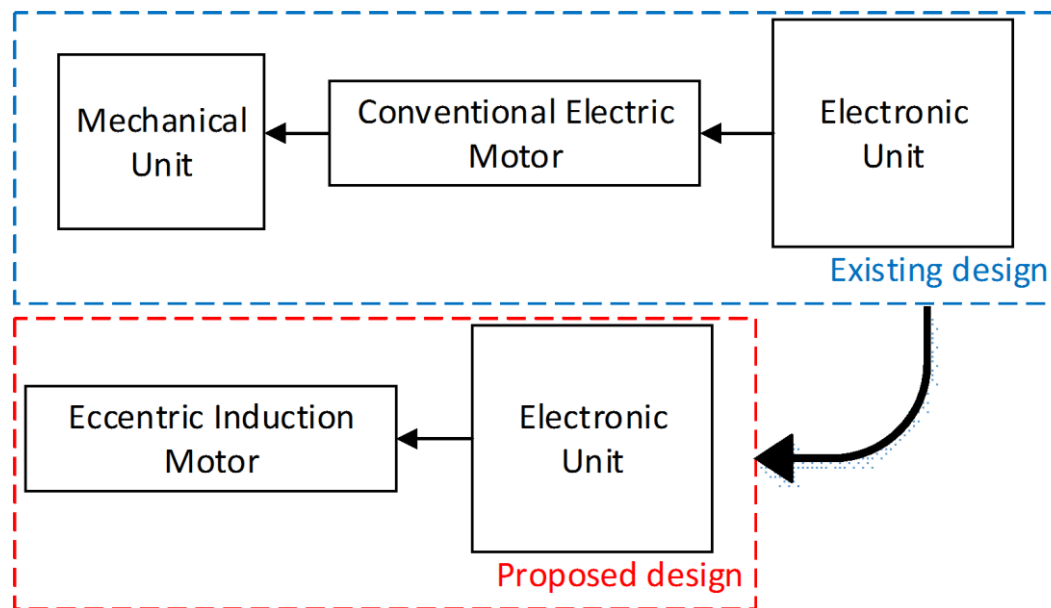 Mechanical
Unit
Conventional Electric
Motor
Electronic
Unit
Existing design
Eccentric Induction
Motor
Electronic
Unit
Proposed design